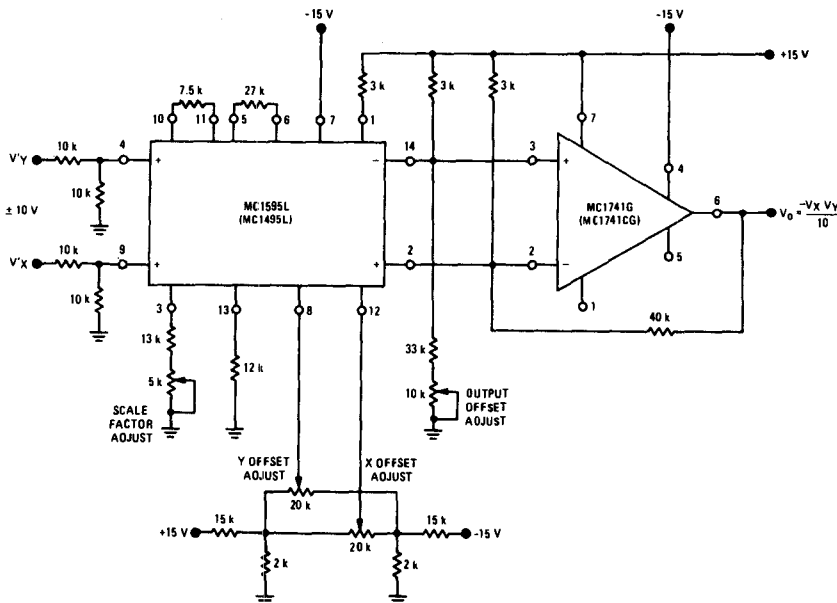 -15 V
-15 V
+15 V
7.5 k
27 k
3 k
3 k
3 k
10
11
5
6
7
1
7
4
V'Y
10 k
4
+
MC1595L
(MC1495L)
−
14
3
+
MC1741G
(MC1741CG)
6
V₀ = -VX VY / 10
10 k
± 10 V
5
V'X
10 k
9
+
+
2
2
−
10 k
1
3
13
8
12
40 k
13 k
12 k
33 k
5 k
10 k
SCALE
FACTOR
ADJUST
OUTPUT
OFFSET
ADJUST
Y OFFSET
ADJUST
X OFFSET
ADJUST
20 k
+15 V
15 k
20 k
15 k
-15 V
2 k
2 k